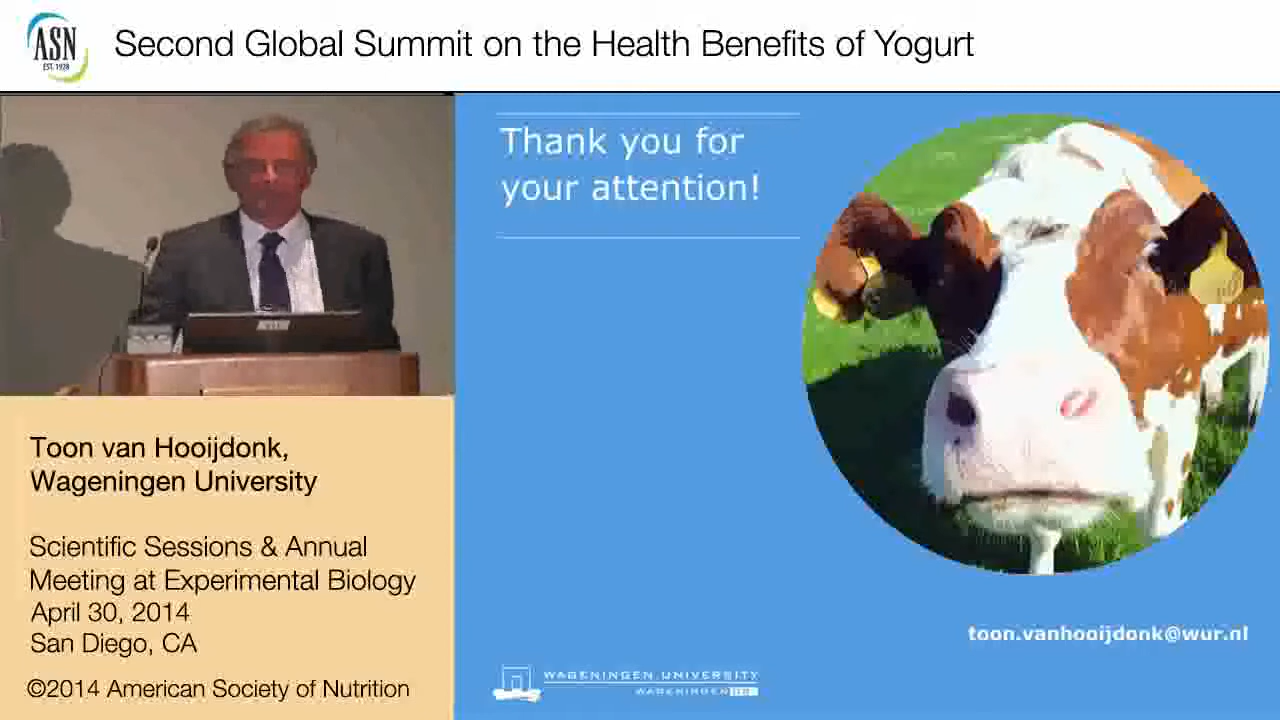 ASN
EST. 1928
Second Global Summit on the Health Benefits of Yogurt
Thank you for
your attention!
Toon van Hooijdonk,
Wageningen University
Scientific Sessions & Annual
Meeting at Experimental Biology
April 30, 2014
San Diego, CA
©2014 American Society of Nutrition
toon.vanhooijdonk@wur.nl
WAGENINGEN UNIVERSITY
WAGENINGEN UR